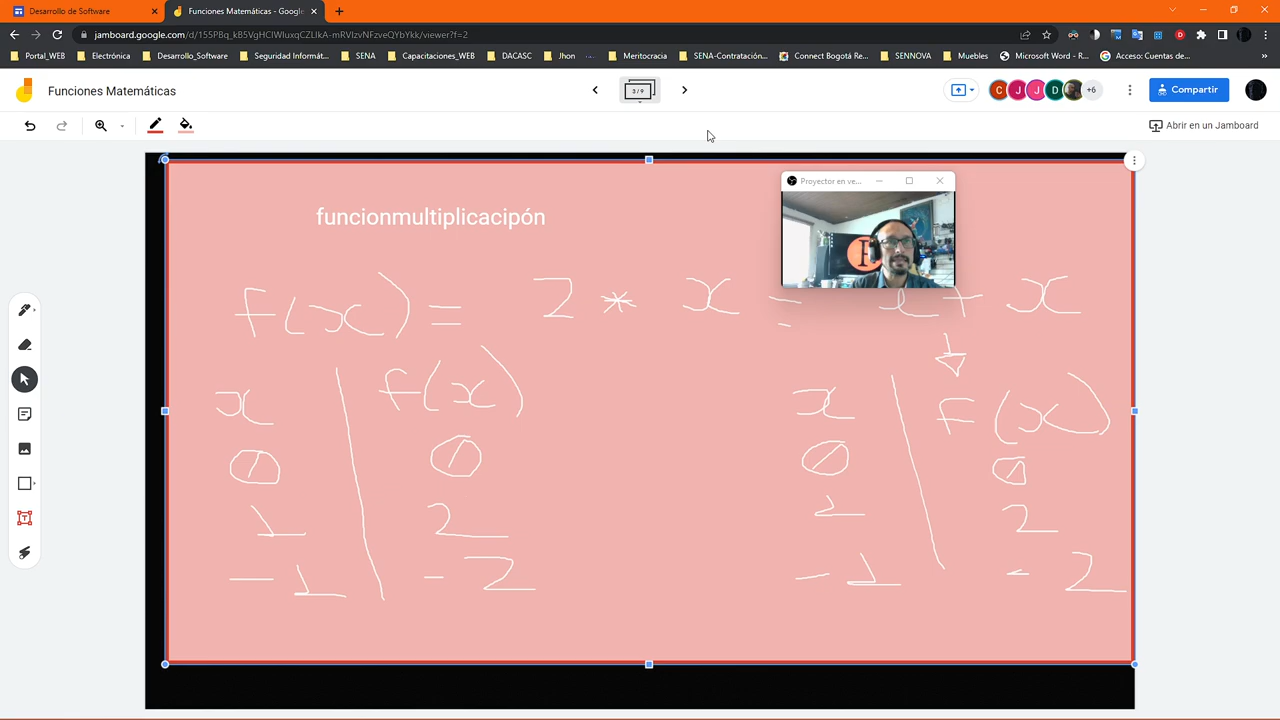 Desarrollo de Software
Funciones Matemáticas - Google
jamboard.google.com/d/155P8q_kB5VgHClWluxqCZLlkA-mRVlzvNFzveQYbYkk/viewer?f=2
Portal_WEB Electrónica Desarrollo_Software Seguridad Informát... SENA Capacitaciones_WEB DACASC Jhon Meritocracia SENA-Contratación... Connect Bogotá Re... SENNOVA Muebles Microsoft Word - R... Acceso: Cuentas de...
Funciones Matemáticas
3 / 9
C J J D +6
Compartir
Abrir en un Jamboard
Proyector en ve...
funcionmultiplicacipón
f(x) = 2 * x = x + x
x f(x) x f(x)
0 0 0 0
1 2 1 2
-1 -2 -1 -2